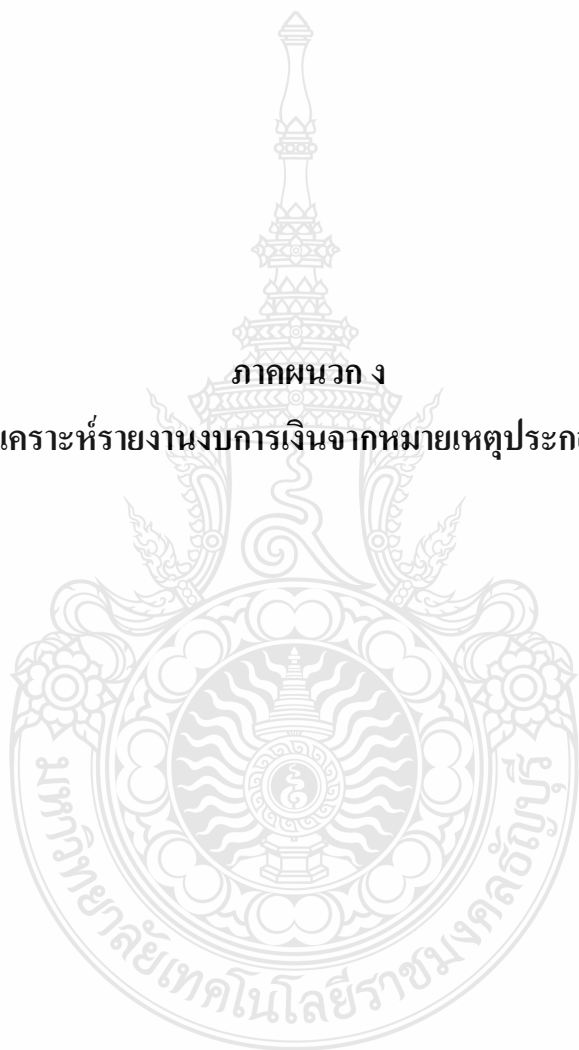 ภาคผนวก ง
เคราะห์รายงานงบการเงินจากหมายเหตุประก
มหาวิทยาลัยเทคโนโลยีราชมงคลธัญบุรี